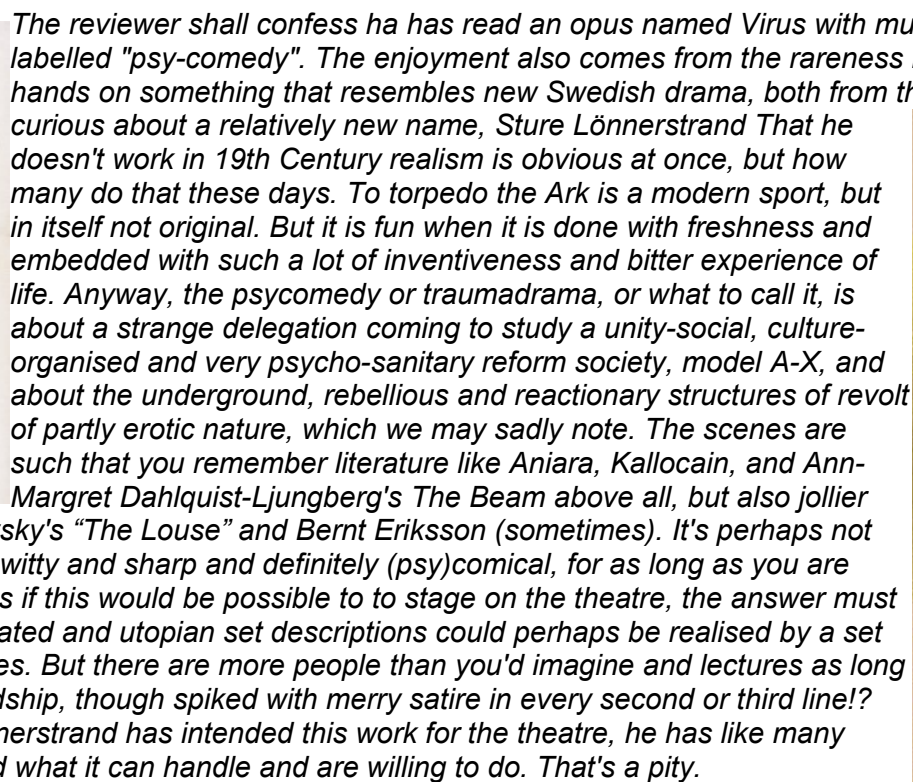 The reviewer shall confess ha has read an opus named Virus with
labelled "psy-comedy". The enjoyment also comes from the rareness
hands on something that resembles new Swedish drama, both from
curious about a relatively new name, Sture Lönnerstrand That he
doesn't work in 19th Century realism is obvious at once, but how
many do that these days. To torpedo the Ark is a modern sport, but
in itself not original. But it is fun when it is done with freshness and
embedded with such a lot of inventiveness and bitter experience of
life. Anyway, the psycomedy or traumadrama, or what to call it, is
about a strange delegation coming to study a unity-social, culture-
organised and very psycho-sanitary reform society, model A-X, and
about the underground, rebellious and reactionary structures of revolt
of partly erotic nature, which we may sadly note. The scenes are
such that you remember literature like Aniara, Kallocain, and Ann-
Margret Dahlquist-Ljungberg's The Beam above all, but also jollier
“The Louse” and Bernt Eriksson (sometimes). It's perhaps not
witty and sharp and definitely (psy)comical, for as long as you are
if this would be possible to to stage on the theatre, the answer must
and utopian set descriptions could perhaps be realised by a set
But there are more people than you'd imagine and lectures as long
though spiked with merry satire in every second or third line!?
has intended this work for the theatre, he has like many
what it can handle and are willing to do. That's a pity.